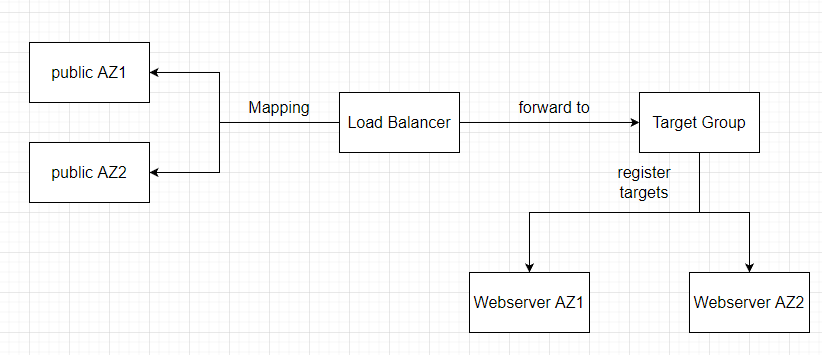 public AZ1
Mapping
forward to
Load Balancer
Target Group
public AZ2
register
targets
Webserver AZ1
Webserver AZ2